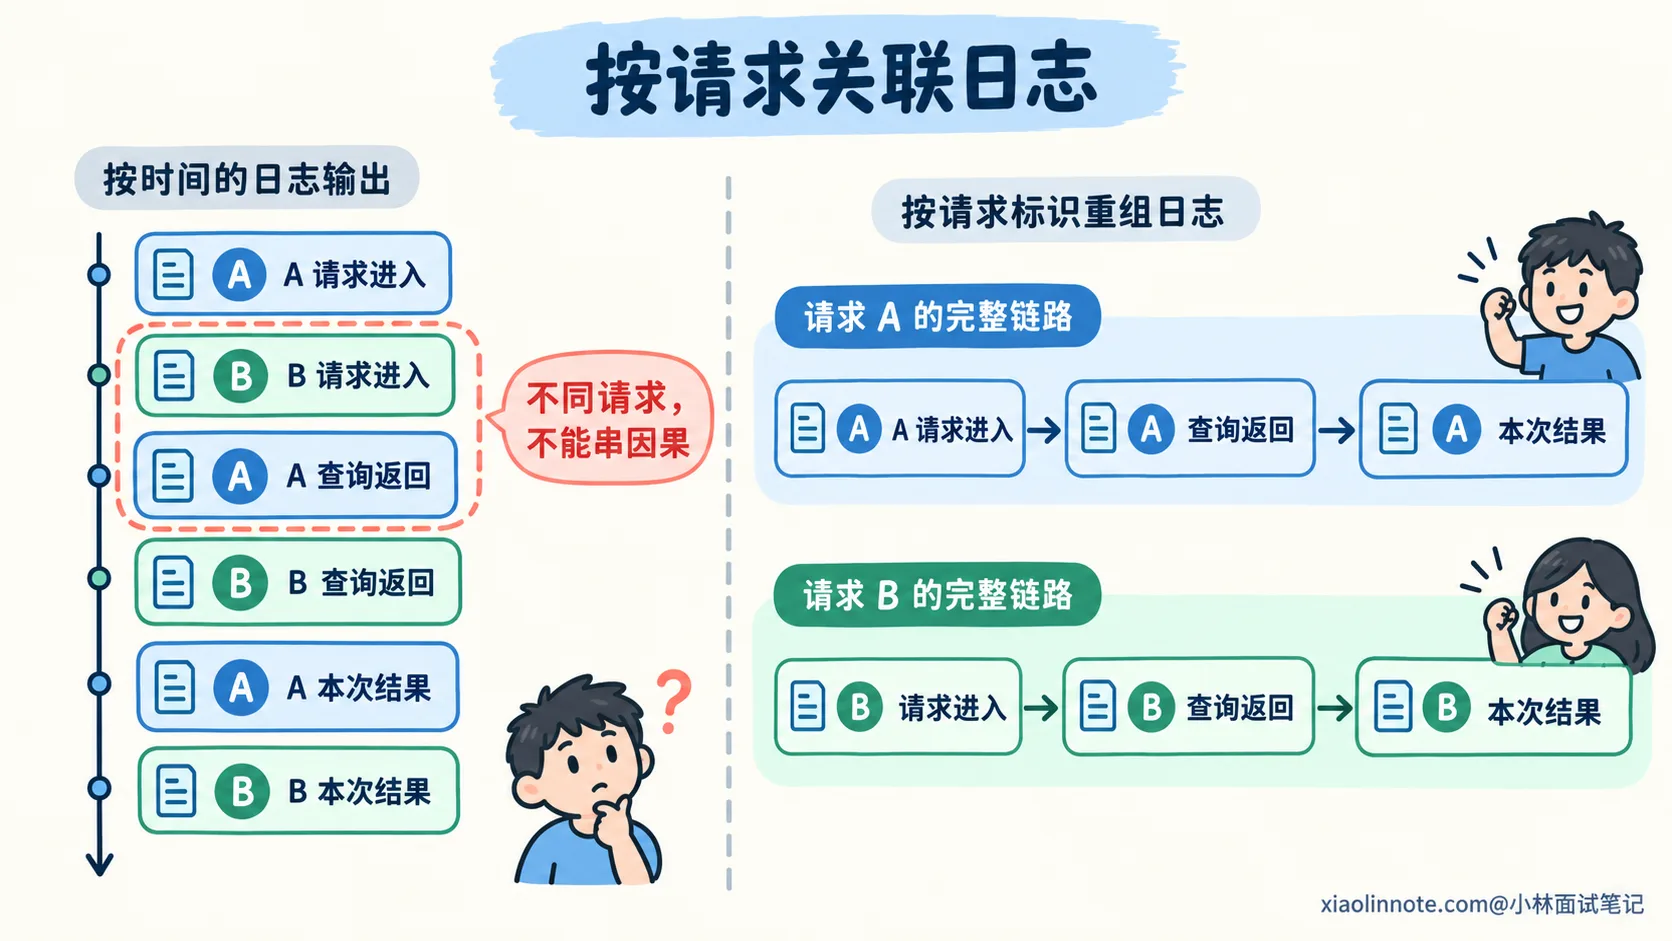 按请求关联日志
按时间的日志输出
A A 请求进入
B B 请求进入
A A 查询返回
B B 查询返回
A A 本次结果
B B 本次结果
不同请求，
不能串因果
?
按请求标识重组日志
请求 A 的完整链路
A A 请求进入
A 查询返回
A 本次结果
请求 B 的完整链路
B 请求进入
B 查询返回
B 本次结果
xiaolinnote.com@小林面试笔记